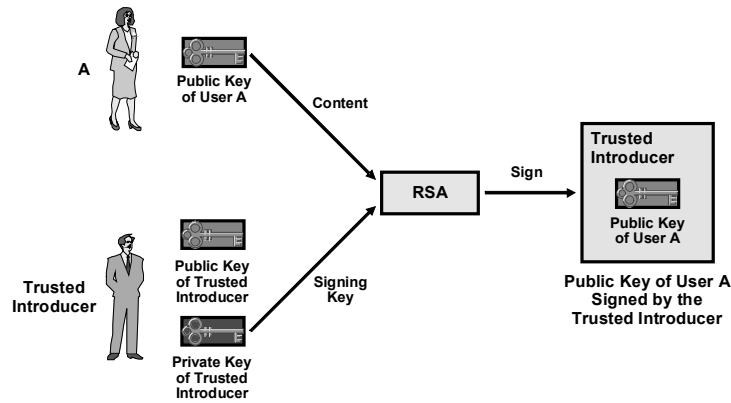 A
Public Key
of User A
Content
RSA
Sign
Trusted
Introducer
Public Key
of User A
Public Key of User A
Signed by the
Trusted Introducer
Trusted
Introducer
Public Key
of Trusted
Introducer
Signing
Key
Private Key
of Trusted
Introducer